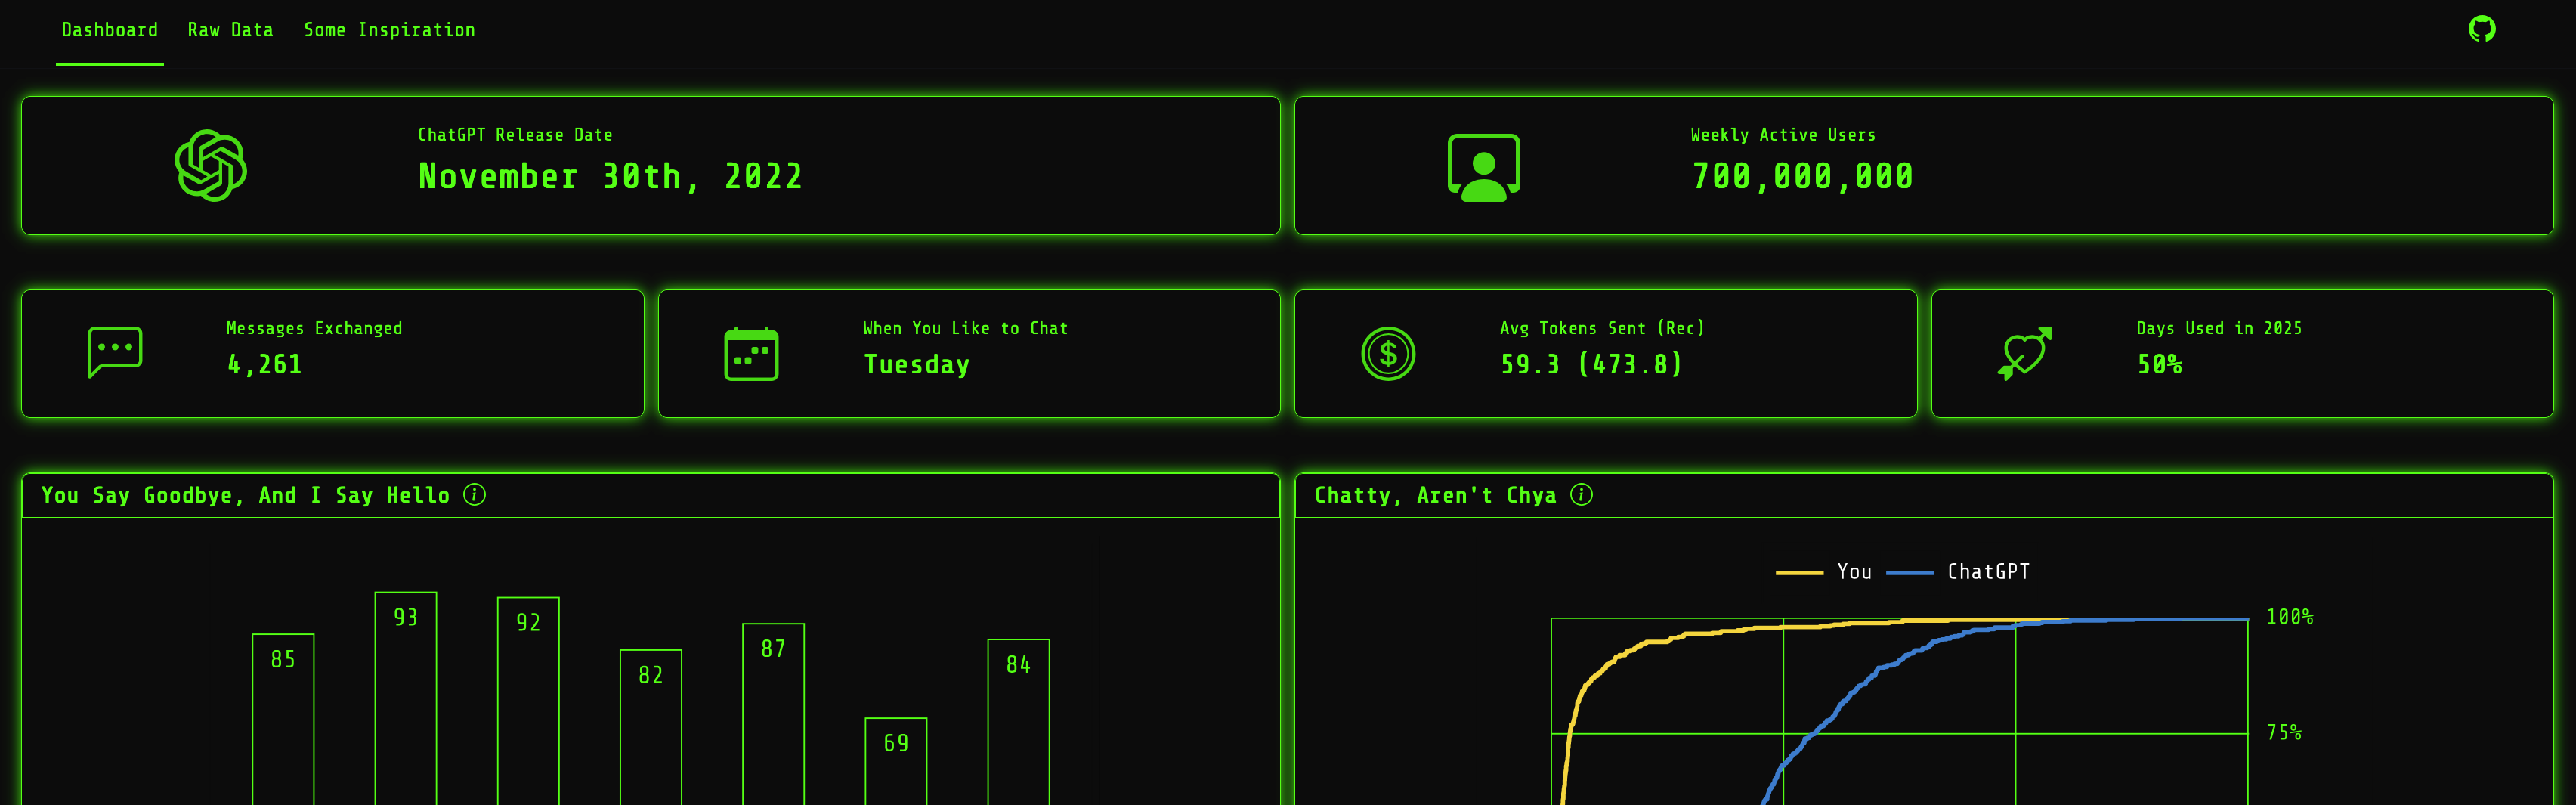 Dashboard Raw Data Some Inspiration
ChatGPT Release Date
November 30th, 2022
Weekly Active Users
700,000,000
Messages Exchanged
4,261
When You Like to Chat
Tuesday
Avg Tokens Sent (Rec)
59.3 (473.8)
Days Used in 2025
50%
You Say Goodbye, And I Say Hello
85
93
92
82
87
69
84
Chatty, Aren't Chya
You ChatGPT
100%
75%